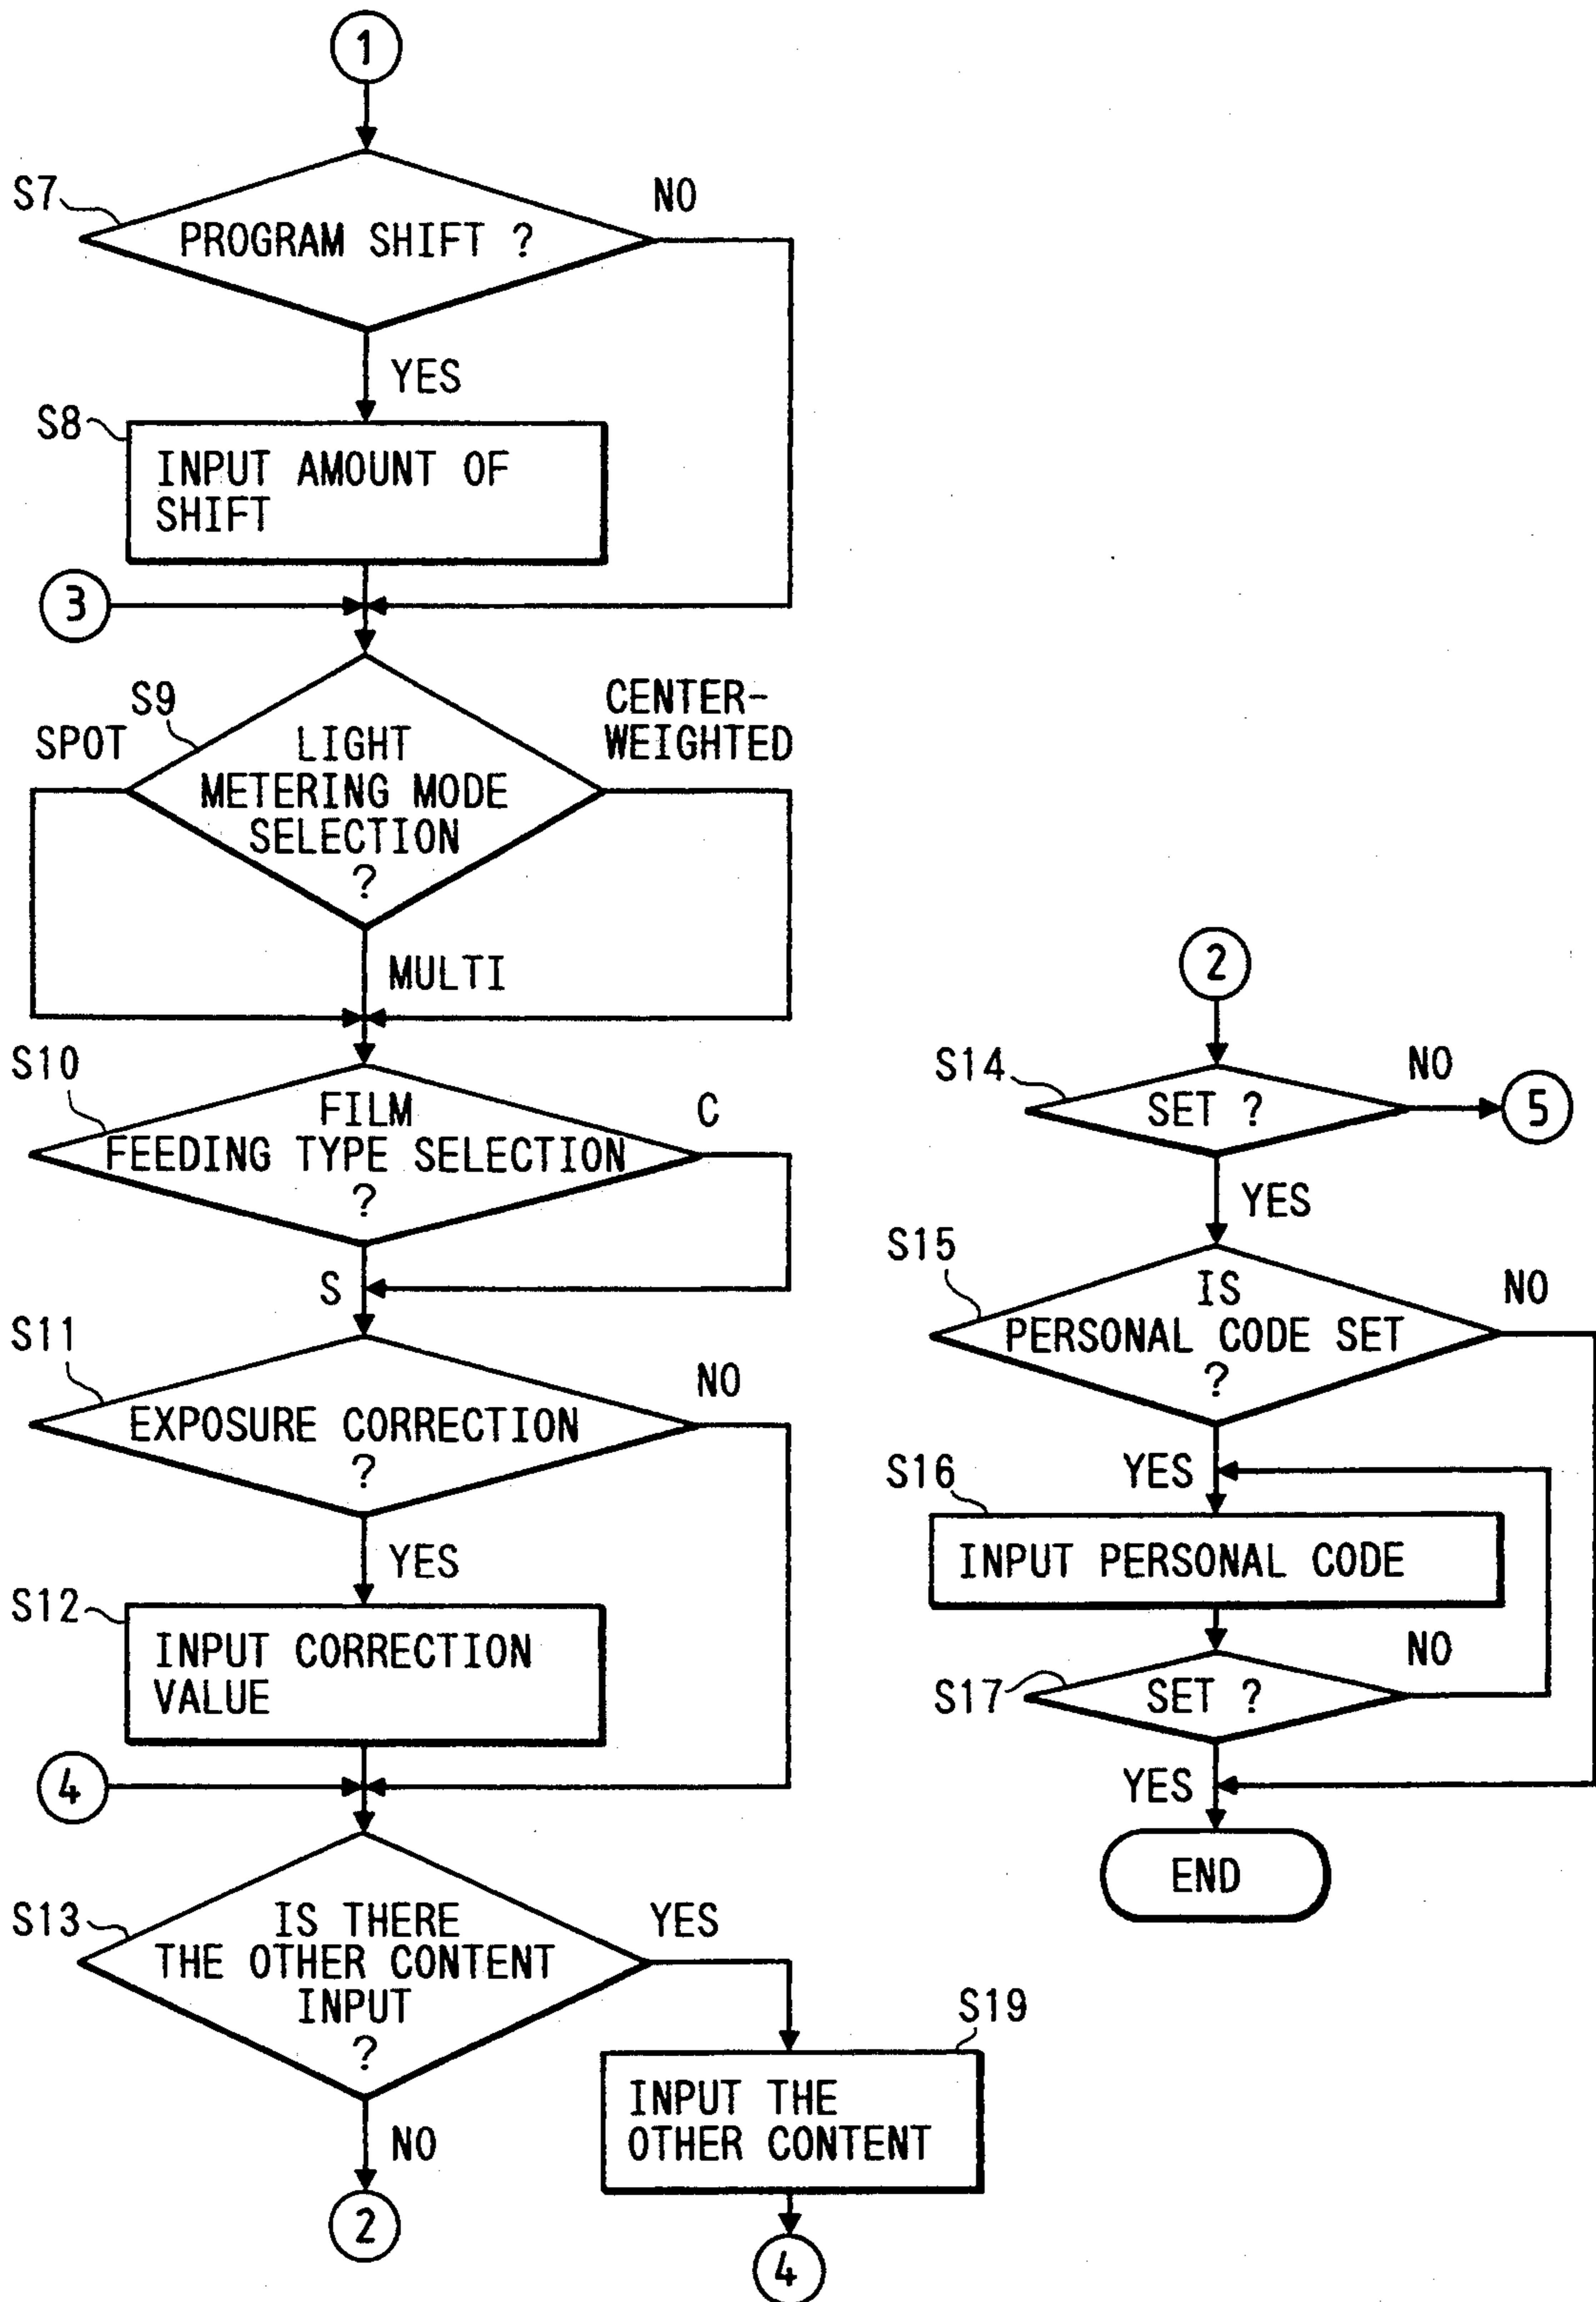 1
S7
NO
PROGRAM SHIFT ?
YES
S8
INPUT AMOUNT OF
SHIFT
3
S9
SPOT
CENTER-
WEIGHTED
LIGHT
METERING MODE
SELECTION
?
MULTI
S10
FILM
FEEDING TYPE SELECTION
?
C
S
S11
NO
EXPOSURE CORRECTION
?
YES
S12
INPUT CORRECTION
VALUE
4
S13
IS THERE
THE OTHER CONTENT
INPUT
?
YES
NO
2
S19
INPUT THE
OTHER CONTENT
4
2
S14
SET ?
NO
5
YES
S15
IS
PERSONAL CODE SET
?
NO
YES
S16
INPUT PERSONAL CODE
S17
SET ?
NO
YES
END